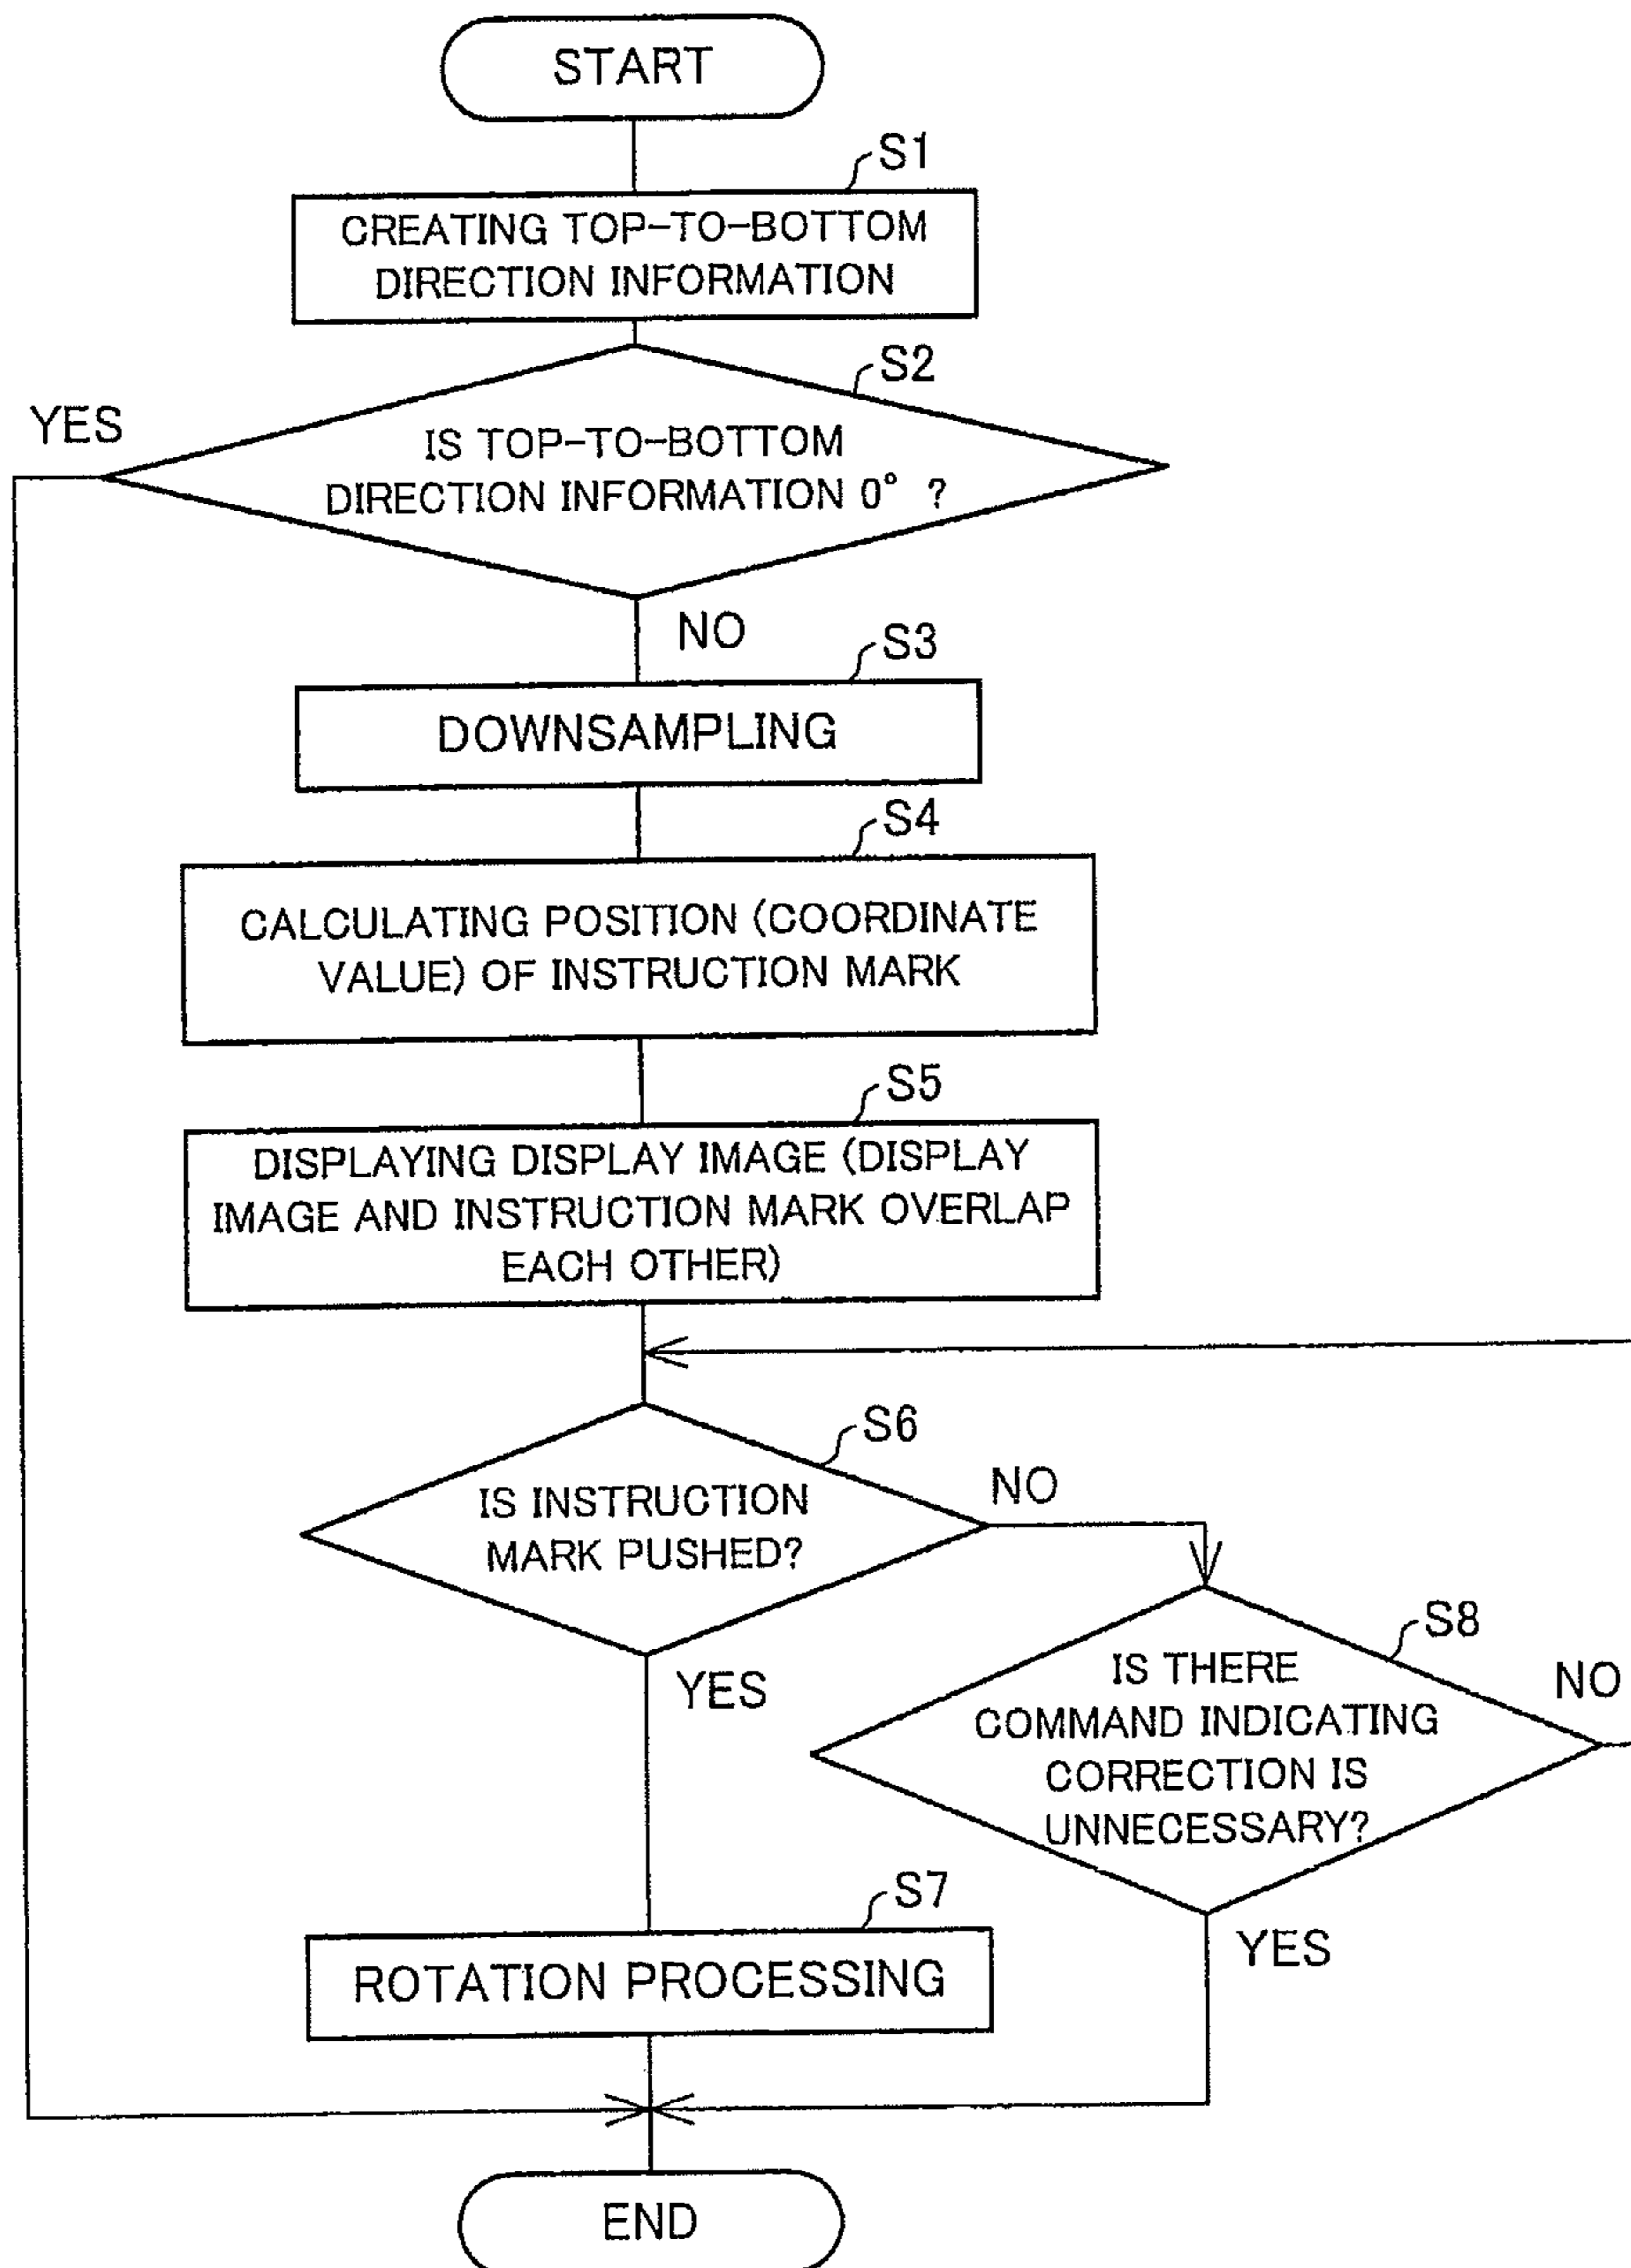 START
S1
CREATING TOP-TO-BOTTOM
DIRECTION INFORMATION
S2
YES
IS TOP-TO-BOTTOM
DIRECTION INFORMATION 0° ?
NO
S3
DOWNSAMPLING
S4
CALCULATING POSITION (COORDINATE
VALUE) OF INSTRUCTION MARK
S5
DISPLAYING DISPLAY IMAGE (DISPLAY
IMAGE AND INSTRUCTION MARK OVERLAP
EACH OTHER)
S6
IS INSTRUCTION
MARK PUSHED?
NO
YES
S8
IS THERE
COMMAND INDICATING
CORRECTION IS
UNNECESSARY?
NO
YES
S7
ROTATION PROCESSING
END